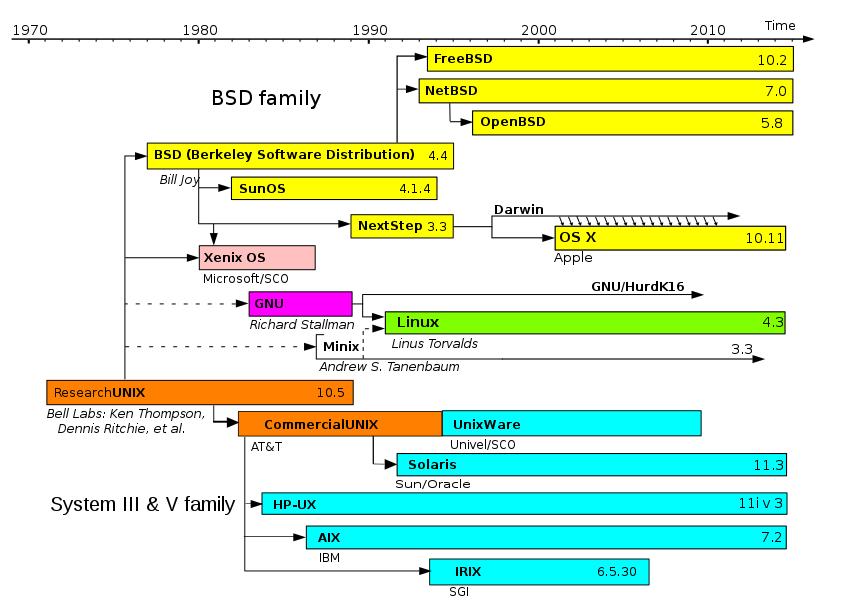 1970 1980 1990 2000 2010 Time
FreeBSD 10.2
NetBSD 7.0
BSD family
OpenBSD 5.8
BSD (Berkeley Software Distribution) 4.4
Bill Joy
SunOS 4.1.4
Darwin
NextStep 3.3
OS X 10.11
Xenix OS
Apple
Microsoft/SCO
GNU/HurdK16
GNU
Richard Stallman
Linux 4.3
Linus Torvalds
Minix 3.3
Andrew S. Tanenbaum
ResearchUNIX 10.5
Bell Labs: Ken Thompson,
Dennis Ritchie, et al.
CommercialUNIX UnixWare
AT&T Univel/SCO
Solaris 11.3
Sun/Oracle
System III & V family
HP-UX 11i v 3
AIX 7.2
IBM
IRIX 6.5.30
SGI